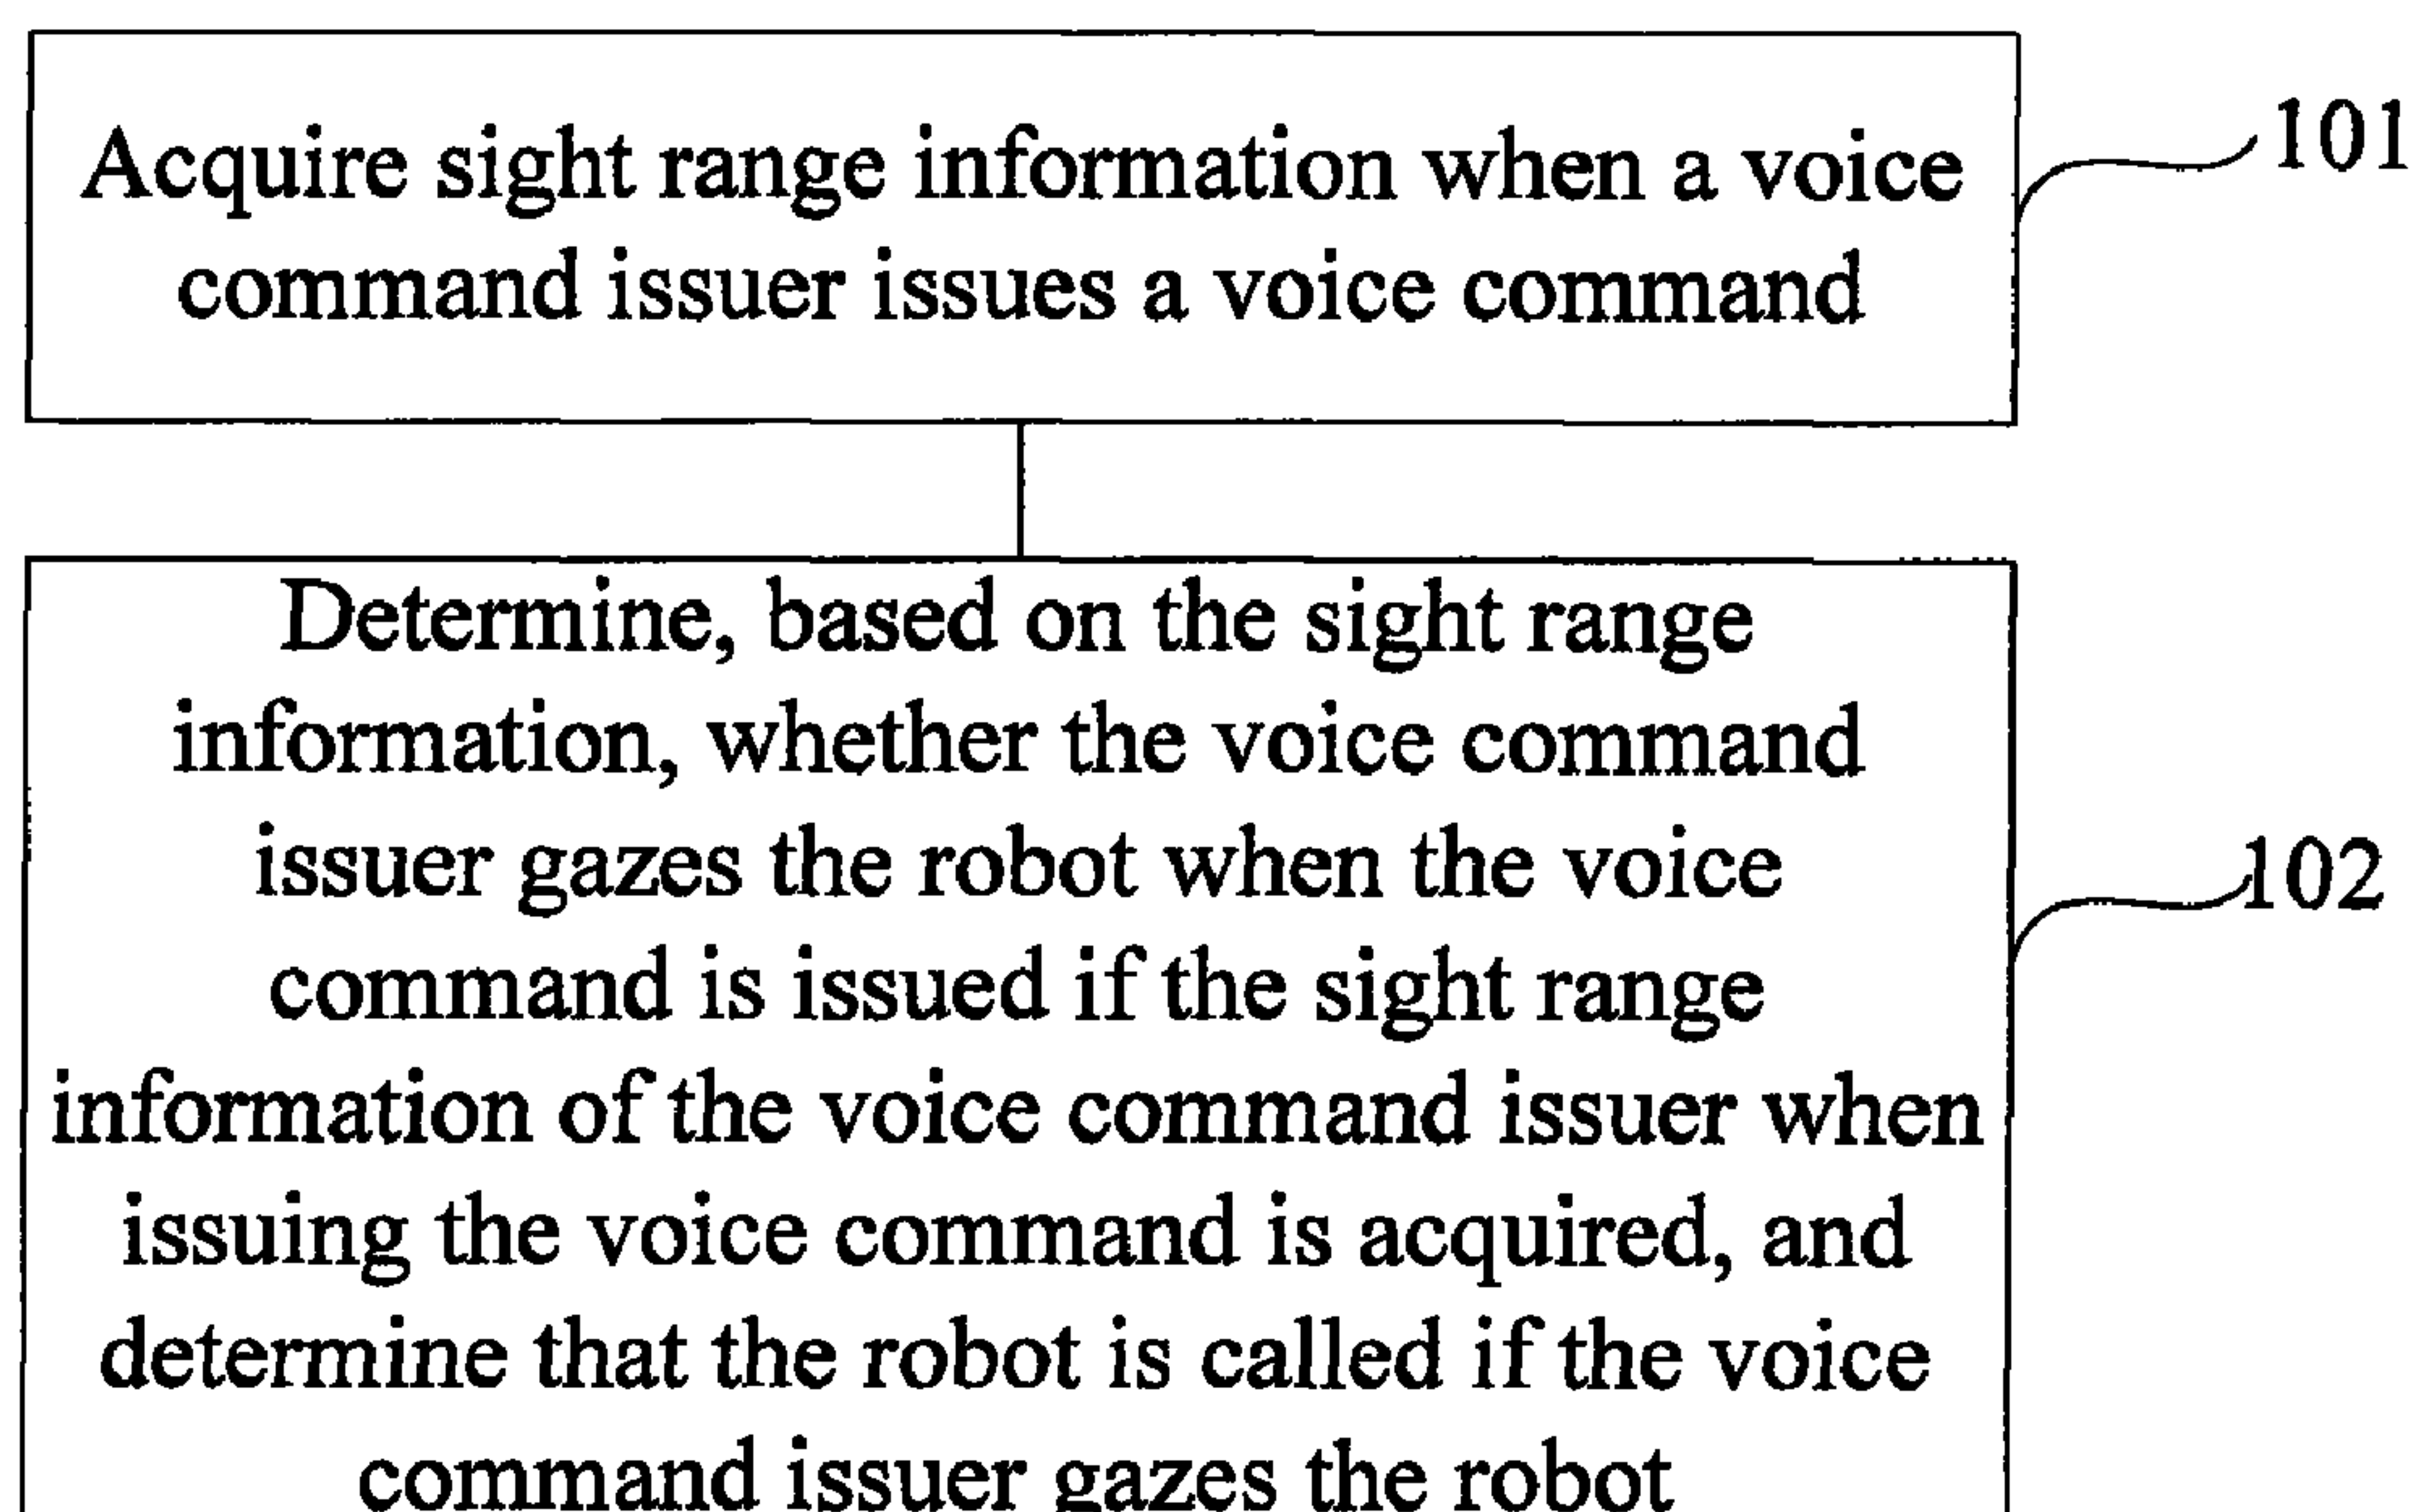 Acquire sight range information when a voice
command issuer issues a voice command
101
Determine, based on the sight range
information, whether the voice command
issuer gazes the robot when the voice
command is issued if the sight range
information of the voice command issuer when
issuing the voice command is acquired, and
determine that the robot is called if the voice
command issuer gazes the robot
102